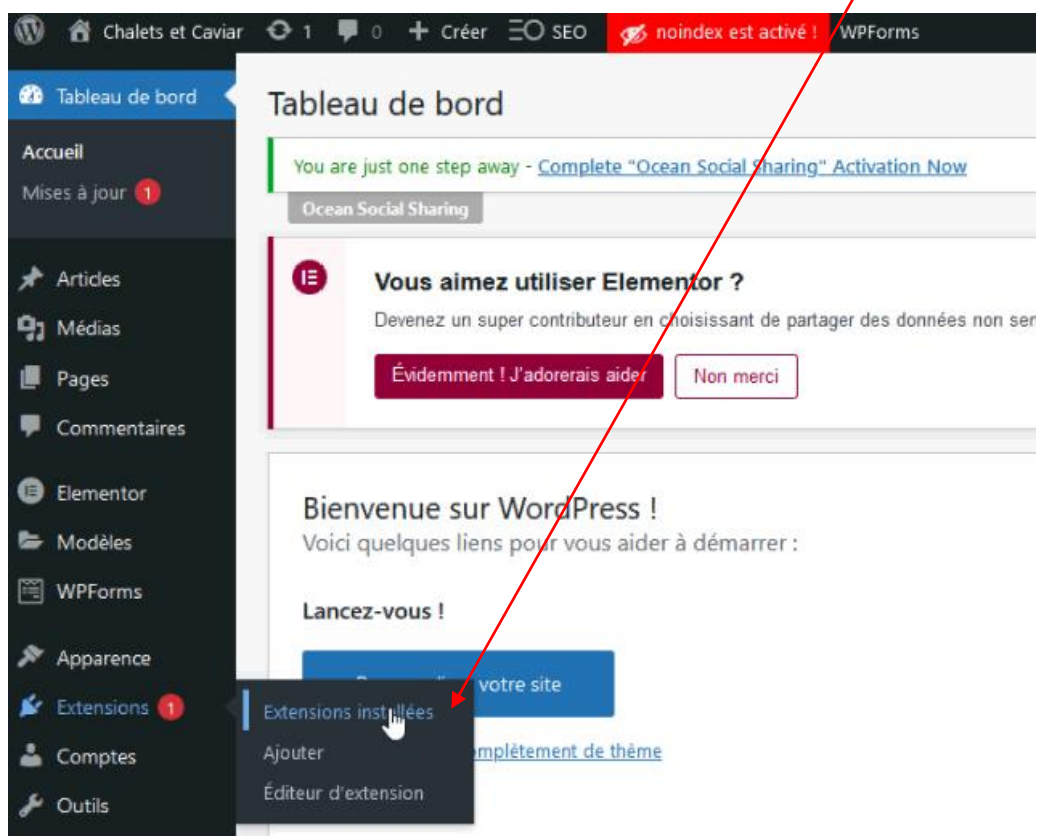 Chalets et Caviar 1 0 + Créer SEO noindex est activé ! WPForms
Tableau de bord
Accueil
Mises à jour 1
Articles
Médias
Pages
Commentaires
Elementor
Modèles
WPForms
Apparence
Extensions 1
Comptes
Outils
Tableau de bord
You are just one step away - Complete "Ocean Social Sharing" Activation Now
Ocean Social Sharing
Vous aimez utiliser Elementor ?
Devenez un super contributeur en choisissant de partager des données non ser
Évidemment ! J'adorerais aider
Non merci
Bienvenue sur WordPress !
Voici quelques liens pour vous aider à démarrer :
Lancez-vous !
votre site
complètement de thème
Extensions installées
Ajouter
Éditeur d'extension